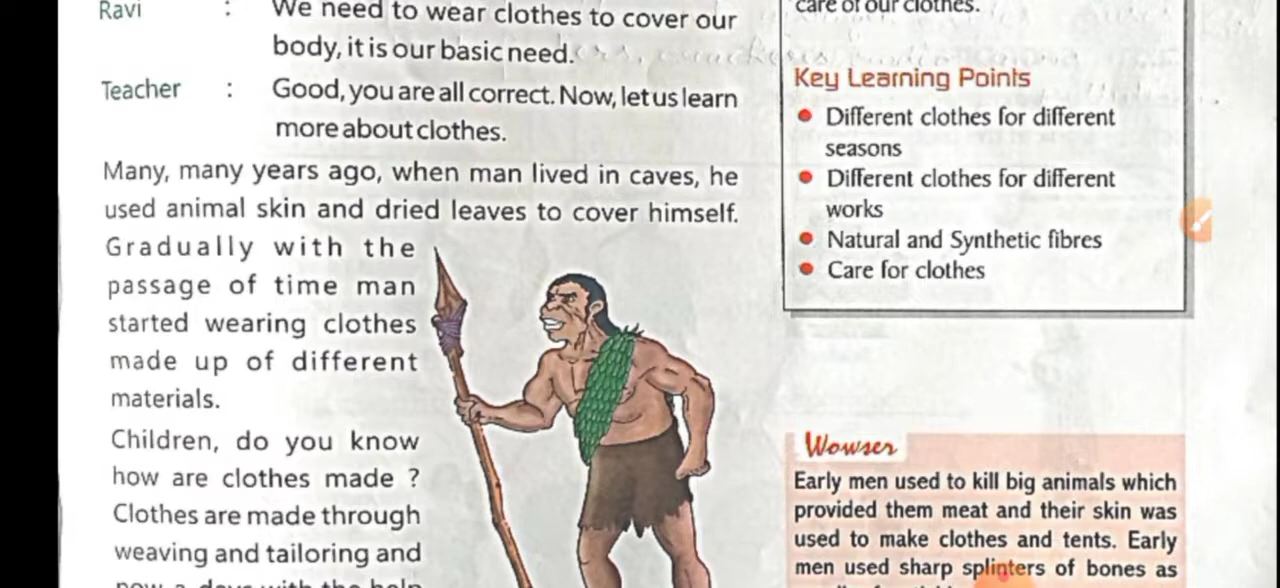 Ravi : We need to wear clothes to cover our
body, it is our basic need.
Teacher : Good, you are all correct. Now, let us learn
more about clothes.
Many, many years ago, when man lived in caves, he
used animal skin and dried leaves to cover himself.
Gradually with the
passage of time man
started wearing clothes
made up of different
materials.
Children, do you know
how are clothes made ?
Clothes are made through
weaving and tailoring and
now a days with the help
care of our clothes.
Key Learning Points
• Different clothes for different
seasons
• Different clothes for different
works
• Natural and Synthetic fibres
• Care for clothes
Wowser
Early men used to kill big animals which
provided them meat and their skin was
used to make clothes and tents. Early
men used sharp splinters of bones as